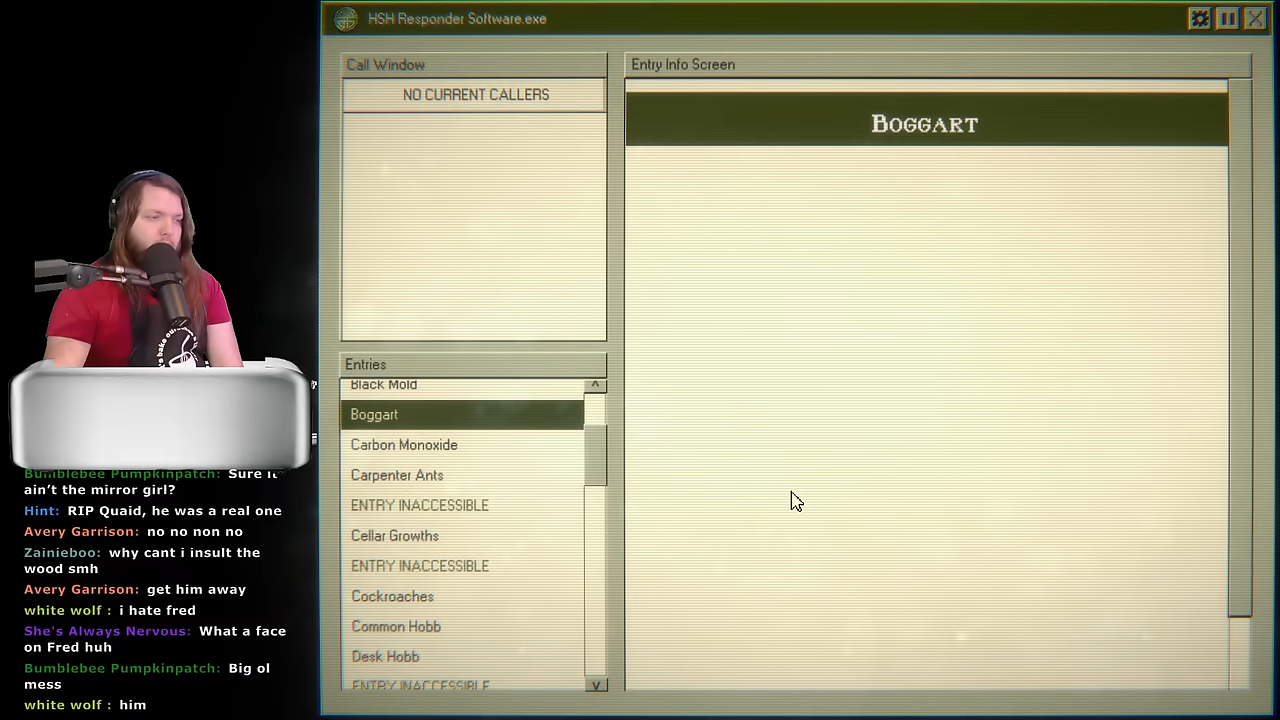 HSH Responder Software.exe
Call Window
NO CURRENT CALLERS
Entry Info Screen
BOGGART
Entries
Black Mold
Boggart
Carbon Monoxide
Carpenter Ants
ENTRY INACCESSIBLE
Cellar Growths
ENTRY INACCESSIBLE
Cockroaches
Common Hobb
Desk Hobb
ENTRY INACCESSIBLE
Bumblebee Pumpkinpatch: Sure it
ain't the mirror girl?
Hint: RIP Quaid, he was a real one
Avery Garrison: no no non no
Zainieboo: why cant i insult the
wood smh
Avery Garrison: get him away
white wolf : i hate fred
She's Always Nervous: What a face
on Fred huh
Bumblebee Pumpkinpatch: Big ol
mess
white wolf : him